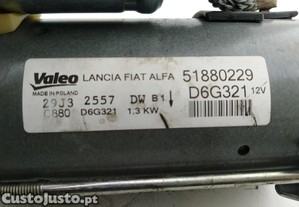 Valeo LANCIA FIAT ALFA 51880229
MADE IN POLAND D6G321 12V
29J3 2557 DW B1
C880 D6G321 1.3 KW
CustoJusto.pt